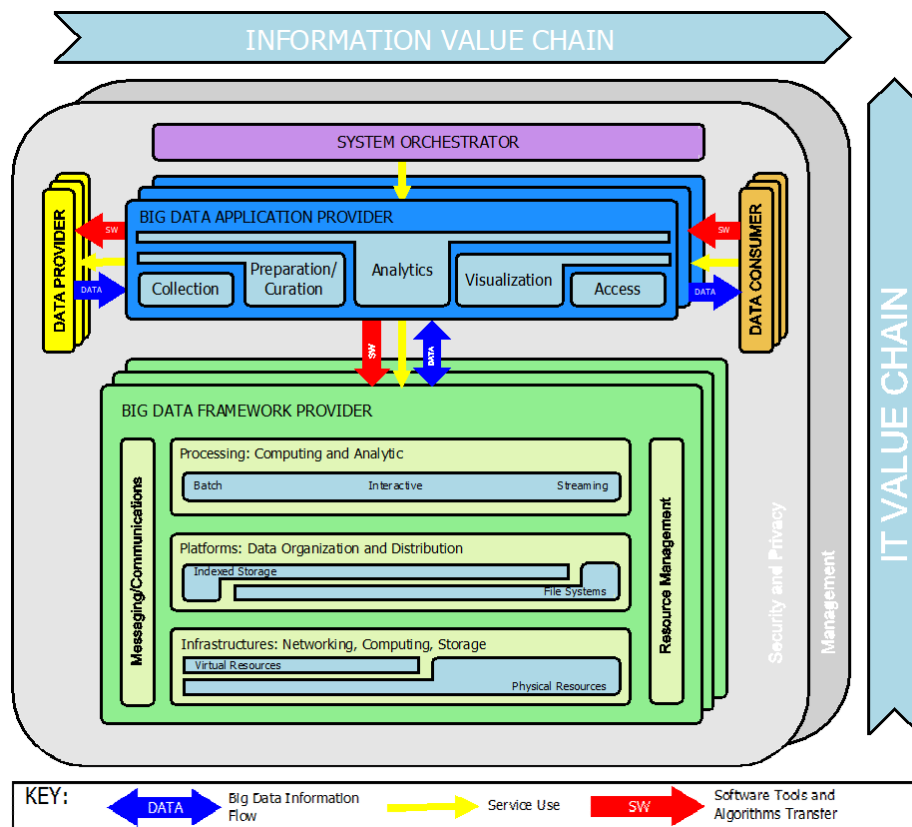 INFORMATION VALUE CHAIN
SYSTEM ORCHESTRATOR
BIG DATA APPLICATION PROVIDER
Collection
Preparation/
Curation
Analytics
Visualization
Access
DATA PROVIDER
SW
DATA
SW
DATA
DATA CONSUMER
SW
DATA
BIG DATA FRAMEWORK PROVIDER
Messaging/Communications
Processing: Computing and Analytic
Batch
Interactive
Streaming
Platforms: Data Organization and Distribution
Indexed Storage
File Systems
Infrastructures: Networking, Computing, Storage
Virtual Resources
Physical Resources
Resource Management
Security and Privacy
Management
IT VALUE CHAIN
KEY:
DATA
Big Data Information
Flow
Service Use
SW
Software Tools and
Algorithms Transfer